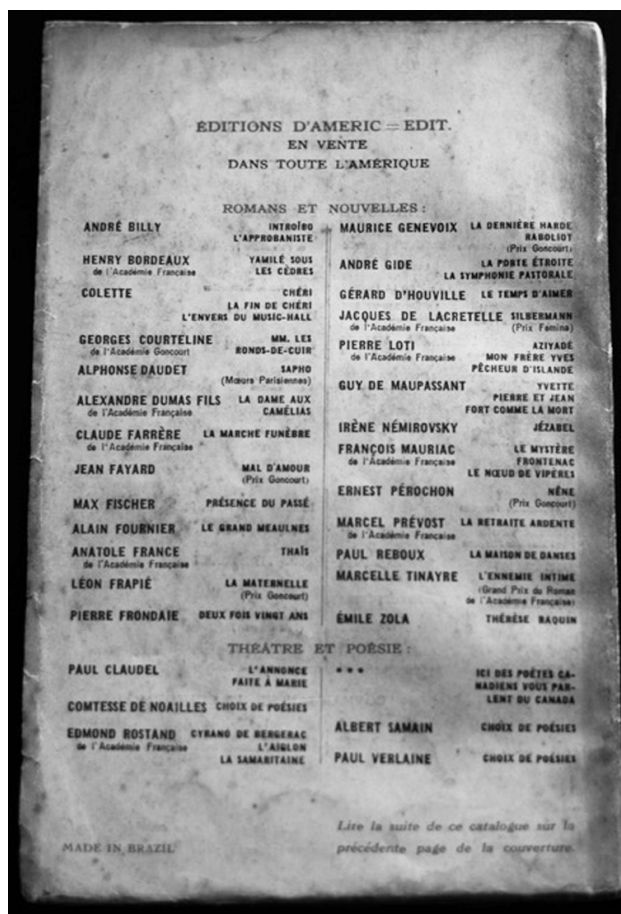 ÉDITIONS D'AMERIC = EDIT.
EN VENTE
DANS TOUTE L'AMÉRIQUE
ROMANS ET NOUVELLES :
ANDRÉ BILLY INTROÏBO
L'APPROBANISTE
HENRY BORDEAUX YAMILÉ SOUS
de l'Académie Française LES CÈDRES
COLETTE CHÉRI
LA FIN DE CHÉRI
L'ENVERS DU MUSIC-HALL
GEORGES COURTELINE MM. LES
de l'Académie Goncourt RONDS-DE-CUIR
ALPHONSE DAUDET SAPHO
(Mœurs Parisiennes)
ALEXANDRE DUMAS FILS LA DAME AUX
de l'Académie Française CAMÉLIAS
CLAUDE FARRÈRE LA MARCHE FUNÈBRE
de l'Académie Française
JEAN FAYARD MAL D'AMOUR
(Prix Goncourt)
MAX FISCHER PRÉSENCE DU PASSÉ
ALAIN FOURNIER LE GRAND MEAULNES
ANATOLE FRANCE THAÏS
de l'Académie Française
LÉON FRAPIÉ LA MATERNELLE
(Prix Goncourt)
PIERRE FRONDAIE DEUX FOIS VINGT ANS
MAURICE GENEVOIX LA DERNIÈRE HARDE
RABOLIOT
(Prix Goncourt)
ANDRÉ GIDE LA PORTE ÉTROITE
LA SYMPHONIE PASTORALE
GÉRARD D'HOUVILLE LE TEMPS D'AIMER
JACQUES DE LACRETELLE SILBERMANN
de l'Académie Française (Prix Femina)
PIERRE LOTI AZIYADÉ
de l'Académie Française MON FRÈRE YVES
PÊCHEUR D'ISLANDE
GUY DE MAUPASSANT YVETTE
PIERRE ET JEAN
FORT COMME LA MORT
IRÈNE NÉMIROVSKY JÉZABEL
FRANÇOIS MAURIAC LE MYSTÈRE
de l'Académie Française FRONTENAC
LE NŒUD DE VIPÈRES
ERNEST PÉROCHON NÊNE
(Prix Goncourt)
MARCEL PRÉVOST LA RETRAITE ARDENTE
de l'Académie Française
PAUL REBOUX LA MAISON DE DANSES
MARCELLE TINAYRE L'ENNEMIE INTIME
(Grand Prix du Roman
de l'Académie Française)
ÉMILE ZOLA THÉRÈSE RAQUIN
THÉATRE ET POÈSIE :
PAUL CLAUDEL L'ANNONCE
FAITE À MARIE
COMTESSE DE NOAILLES CHOIX DE POÉSIES
EDMOND ROSTAND CYRANO DE BERGERAC
de l'Académie Française L'AIGLON
LA SAMARITAINE
* * * ICI DES POÈTES CA-
NADIENS VOUS PAR-
LENT DU CANADA
ALBERT SAMAIN CHOIX DE POÉSIES
PAUL VERLAINE CHOIX DE POÉSIES
MADE IN BRAZIL
Lire la suite de ce catalogue sur la
précédente page de la couverture.